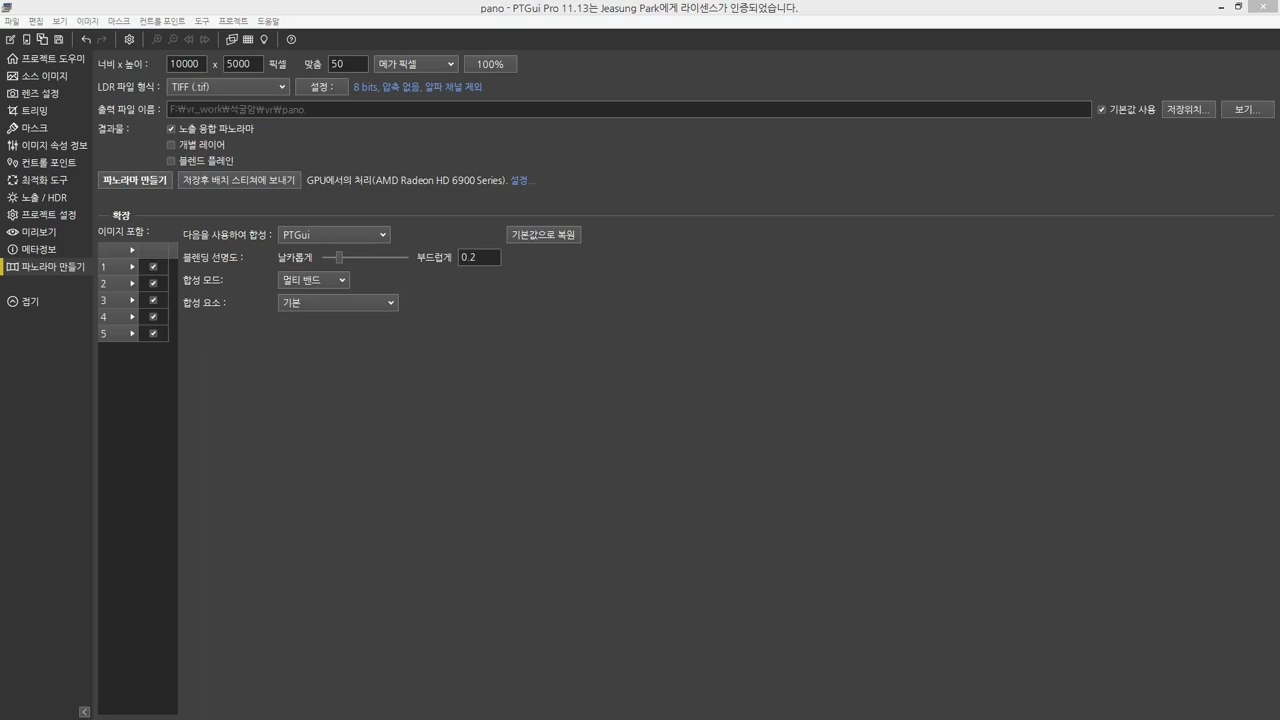 pano - PTGui Pro 11.13는 Jeasung Park에게 라이센스가 인증되었습니다.
파일 편집 보기 이미지 마스크 컨트롤 포인트 도구 프로젝트 도움말
프로젝트 도우미
소스 이미지
렌즈 설정
트리밍
마스크
이미지 속성 정보
컨트롤 포인트
최적화 도구
노출 / HDR
프로젝트 설정
미리보기
메타정보
파노라마 만들기
접기
너비 x 높이 : 10000 x 5000 픽셀 맞춤 50 메가 픽셀 100%
LDR 파일 형식 : TIFF (.tif) 설정 : 8 bits, 압축 없음, 알파 채널 제외
출력 파일 이름 : F:₩vr_work₩석굴암₩vr₩pano. 기본값 사용 저장위치... 보기...
결과물 : 노출 융합 파노라마
개별 레이어
블렌드 플레인
파노라마 만들기 저장후 배치 스티쳐에 보내기 GPU에서의 처리(AMD Radeon HD 6900 Series). 설정...
확장
이미지 포함 :
1
2
3
4
5
다음을 사용하여 합성 : PTGui 기본값으로 복원
블렌딩 선명도 : 날카롭게 부드럽게 0.2
합성 모드: 멀티 밴드
합성 요소 : 기본